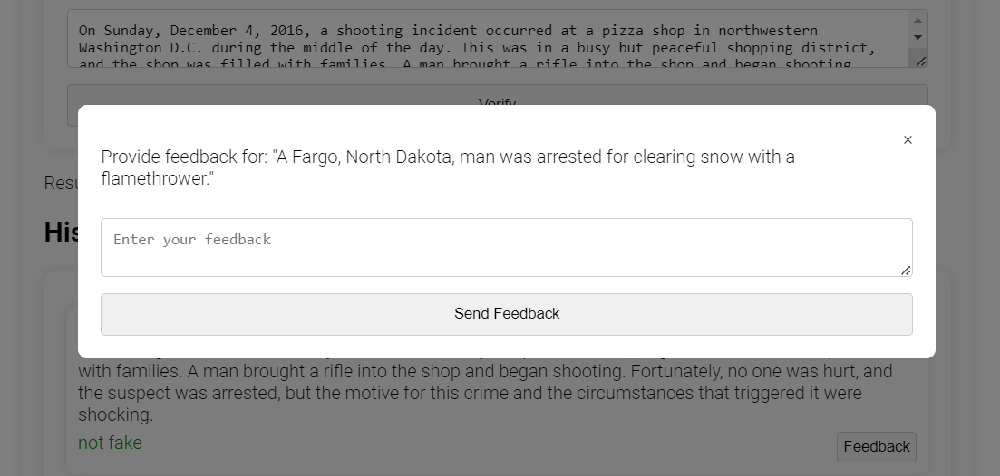 On Sunday, December 4, 2016, a shooting incident occurred at a pizza shop in northwestern
Washington D.C. during the middle of the day. This was in a busy but peaceful shopping district,
and the shop was filled with families. A man brought a rifle into the shop and began shooting.
Verify
×
Provide feedback for: "A Fargo, North Dakota, man was arrested for clearing snow with a
flamethrower."
Resu
His
Enter your feedback
Send Feedback
with families. A man brought a rifle into the shop and began shooting. Fortunately, no one was hurt, and
the suspect was arrested, but the motive for this crime and the circumstances that triggered it were
shocking.
not fake
Feedback